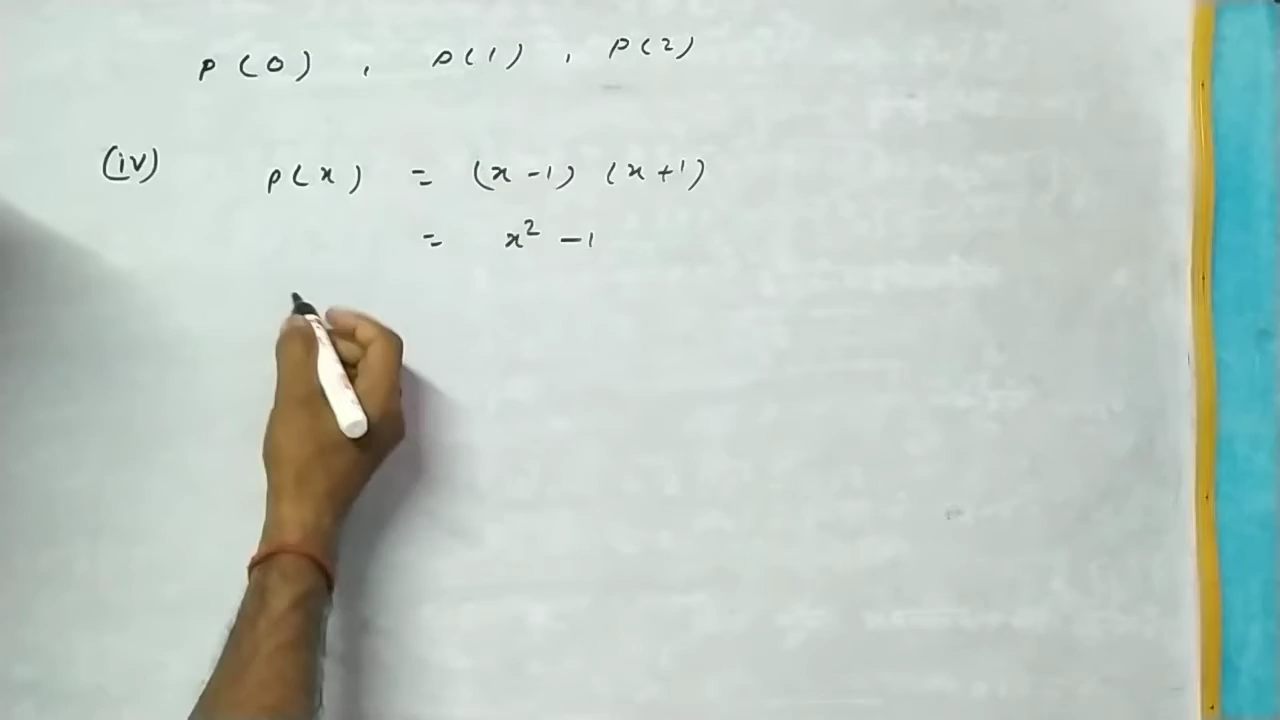 p(0), p(1), p(2)
(iv) p(x) = (x-1) (x+1)
= x² -1